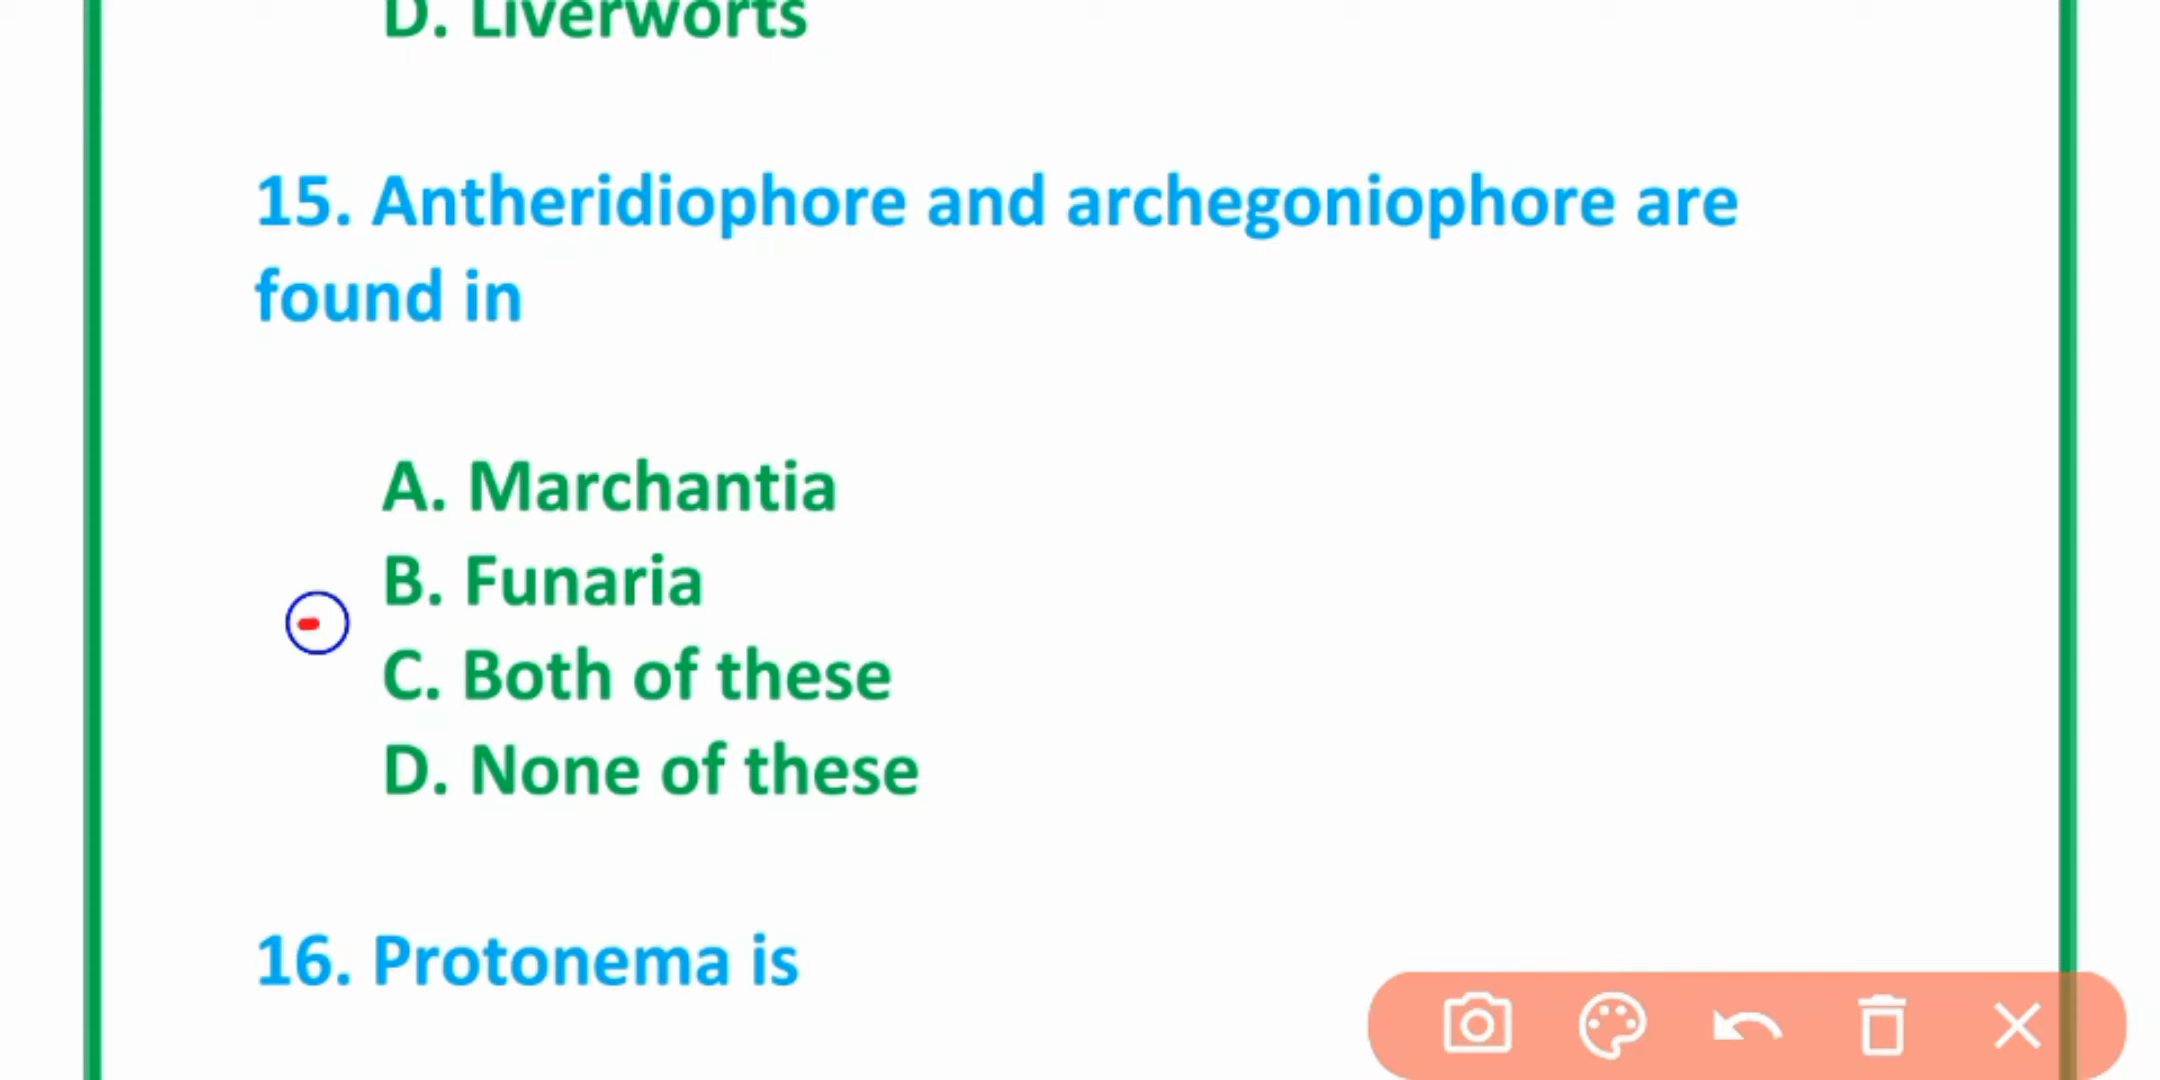 D. Liverworts
15. Antheridiophore and archegoniophore are
found in
A. Marchantia
B. Funaria
C. Both of these
D. None of these
16. Protonema is